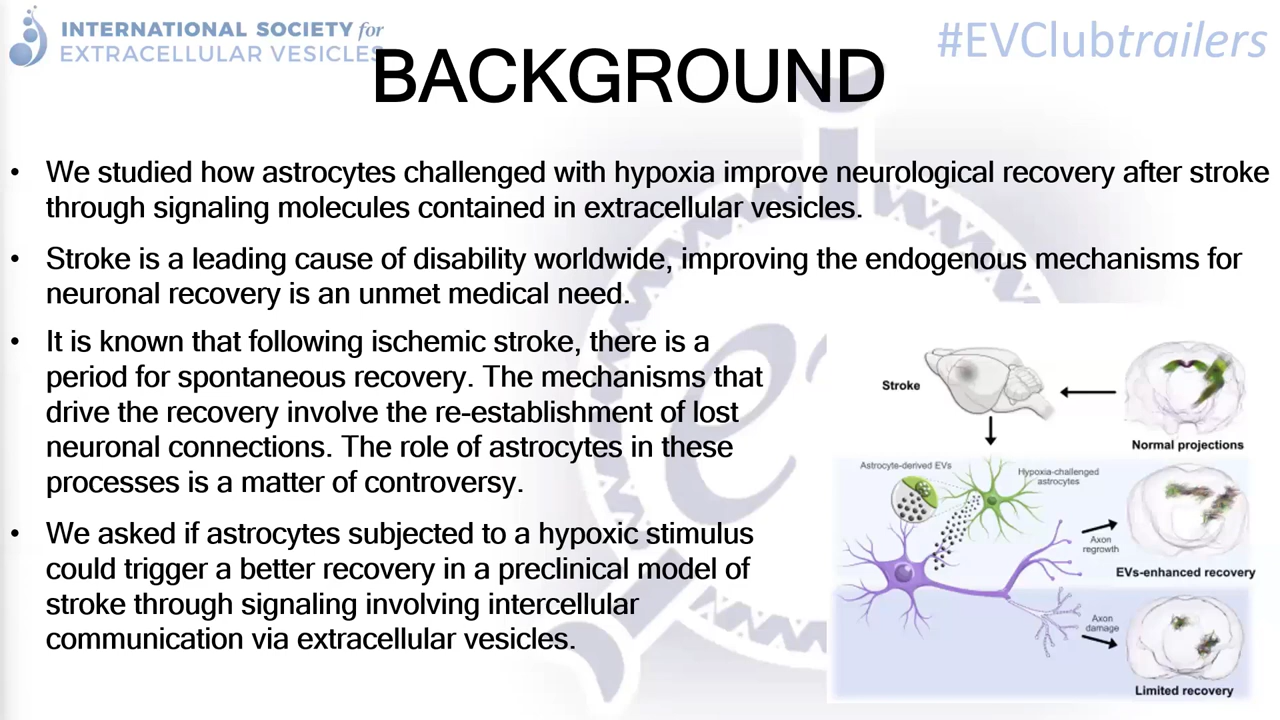 INTERNATIONAL SOCIETY for
EXTRACELLULAR VESICLES
#EVClubtrailers
BACKGROUND
• We studied how astrocytes challenged with hypoxia improve neurological recovery after stroke
through signaling molecules contained in extracellular vesicles.
• Stroke is a leading cause of disability worldwide, improving the endogenous mechanisms for
neuronal recovery is an unmet medical need.
• It is known that following ischemic stroke, there is a
period for spontaneous recovery. The mechanisms that
drive the recovery involve the re-establishment of lost
neuronal connections. The role of astrocytes in these
processes is a matter of controversy.
• We asked if astrocytes subjected to a hypoxic stimulus
could trigger a better recovery in a preclinical model of
stroke through signaling involving intercellular
communication via extracellular vesicles.
Stroke
Normal projections
Astrocyte-derived EVs
Hypoxia-challenged
astrocytes
Axon
regrowth
EVs-enhanced recovery
Axon
damage
Limited recovery